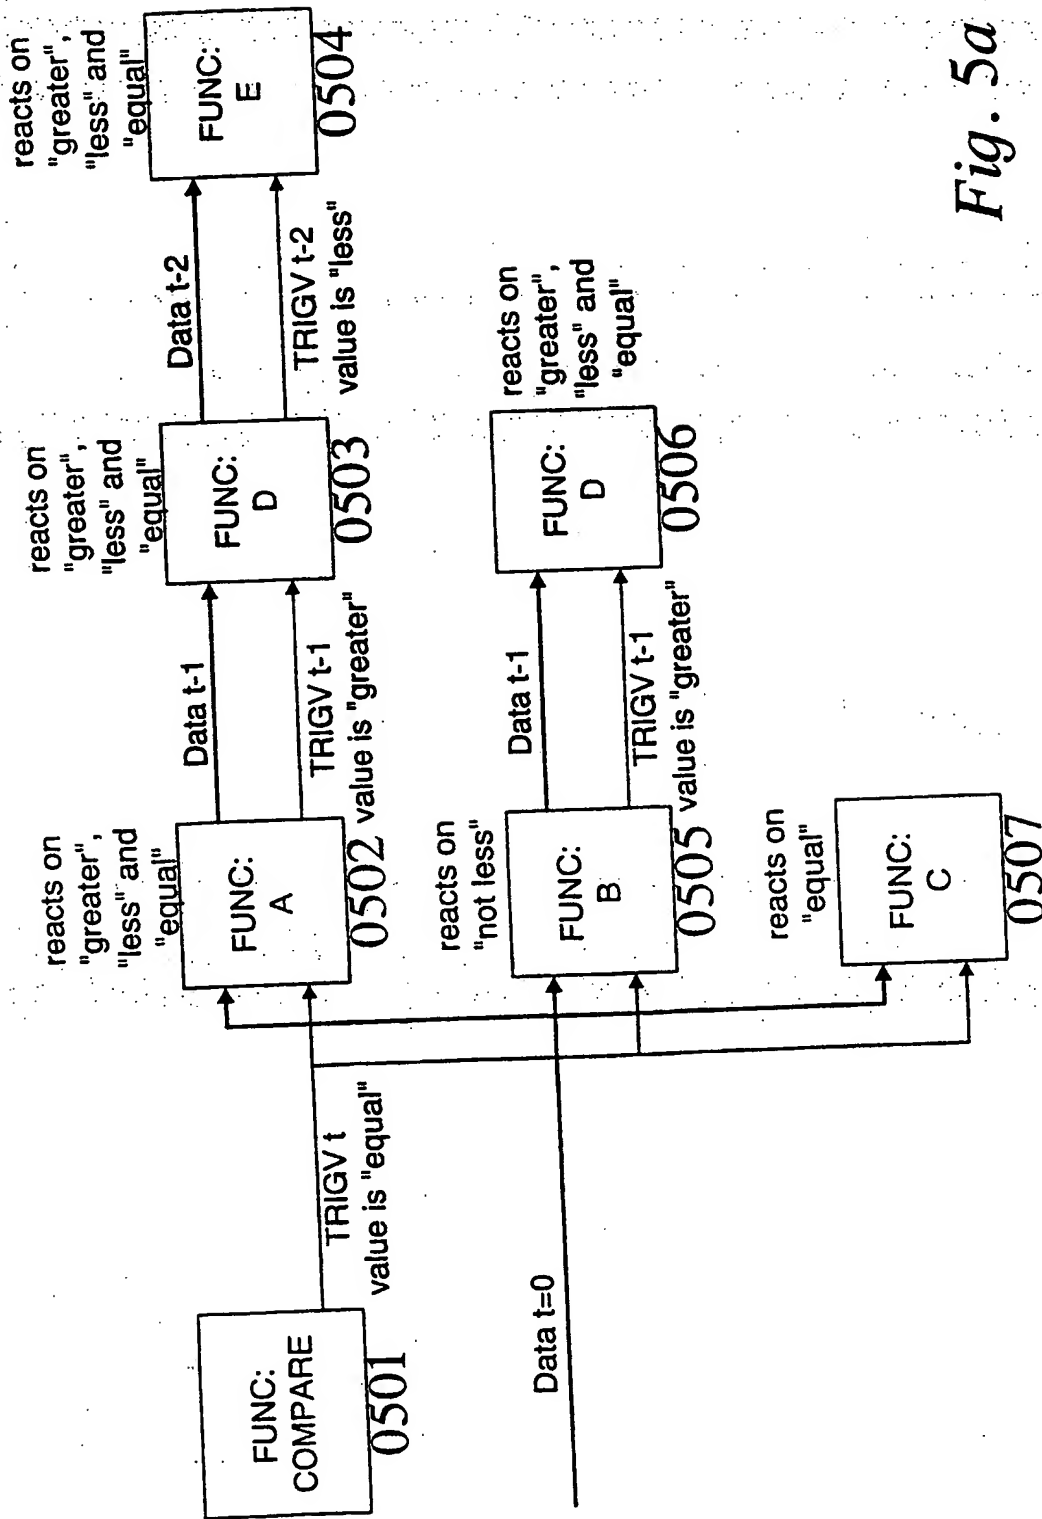 reacts on
"greater",
"less" and
"equal"
FUNC:
E
0504
Data t-2
TRIGV t-2
value is "less"
reacts on
"greater",
"less" and
"equal"
FUNC:
D
0503
Data t-1
TRIGV t-1
value is "greater"
reacts on
"greater",
"less" and
"equal"
FUNC:
A
0502
TRIGV t
value is "equal"
FUNC:
COMPARE
0501
reacts on
"greater",
"less" and
"equal"
FUNC:
D
0506
Data t-1
TRIGV t-1
value is "greater"
reacts on
"not less"
FUNC:
B
0505
Data t=0
reacts on
"equal"
FUNC:
C
0507
Fig. 5a